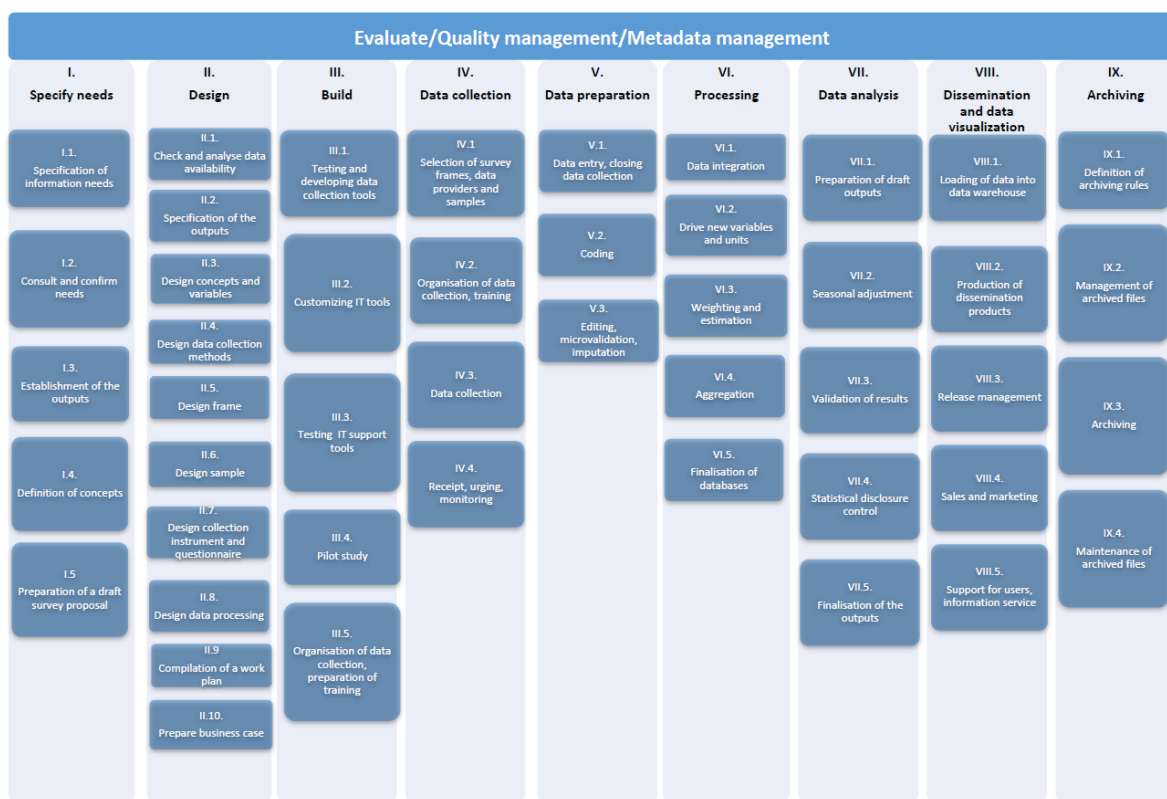 Evaluate/Quality management/Metadata management
I.
Specify needs
I.1.
Specification of
information needs
I.2.
Consult and confirm
needs
I.3.
Establishment of the
outputs
I.4.
Definition of concepts
I.5
Preparation of a draft
survey proposal
II.
Design
II.1.
Check and analyse data
availability
II.2.
Specification of the
outputs
II.3.
Design concepts and
variables
II.4.
Design data collection
methods
II.5.
Design frame
II.6.
Design sample
II.7.
Design collection
instrument and
questionnaire
II.8.
Design data processing
II.9
Compilation of a work
plan
II.10.
Prepare business case
III.
Build
III.1.
Testing and
developing data
collection tools
III.2.
Customizing IT tools
III.3.
Testing IT support
tools
III.4.
Pilot study
III.5.
Organisation of data
collection,
preparation of
training
IV.
Data collection
IV.1
Selection of survey
frames, data
providers and
samples
IV.2.
Organisation of data
collection, training
IV.3.
Data collection
IV.4.
Receipt, urging,
monitoring
V.
Data preparation
V.1.
Data entry, closing
data collection
V.2.
Coding
V.3.
Editing,
microvalidation,
imputation
VI.
Processing
VI.1.
Data integration
VI.2.
Drive new variables
and units
VI.3.
Weighting and
estimation
VI.4.
Aggregation
VI.5.
Finalisation of
databases
VII.
Data analysis
VII.1.
Preparation of draft
outputs
VII.2.
Seasonal adjustment
VII.3.
Validation of results
VII.4.
Statistical disclosure
control
VII.5.
Finalisation of the
outputs
VIII.
Dissemination
and data
visualization
VIII.1.
Loading of data into
data warehouse
VIII.2.
Production of
dissemination
products
VIII.3.
Release management
VIII.4.
Sales and marketing
VIII.5.
Support for users,
information service
IX.
Archiving
IX.1.
Definition of
archiving rules
IX.2.
Management of
archived files
IX.3.
Archiving
IX.4.
Maintenance of
archived files